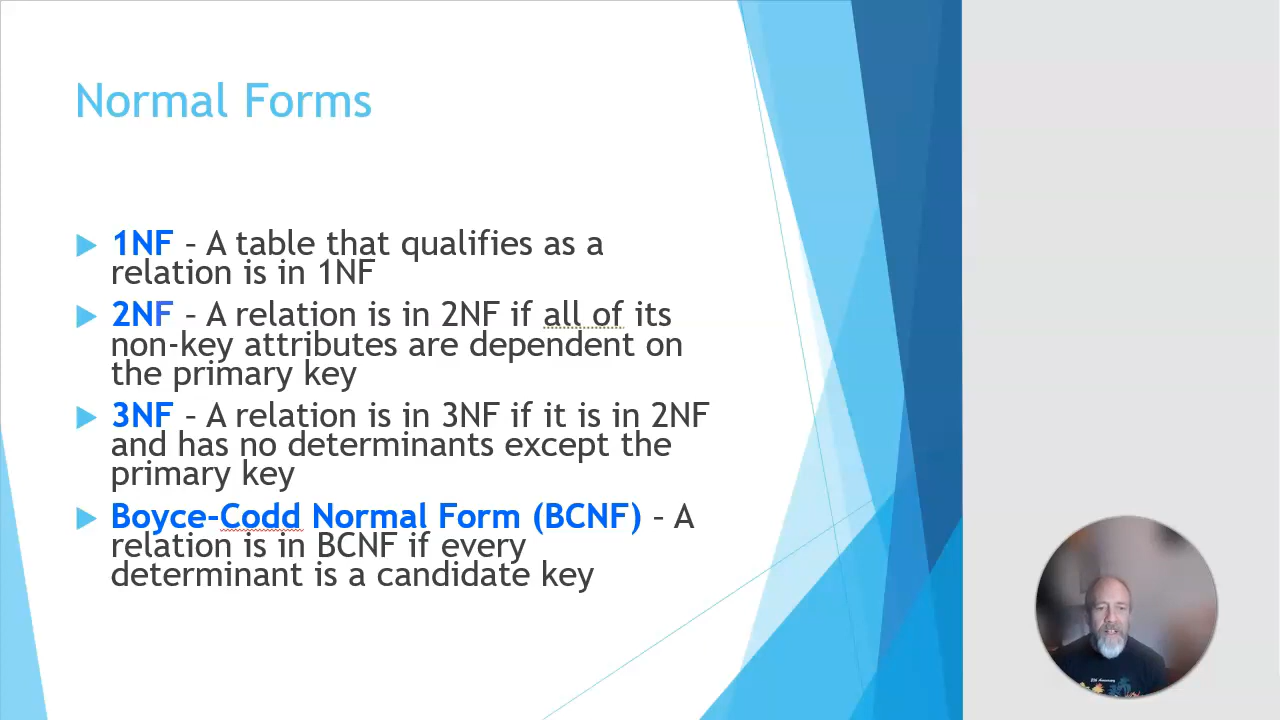 Normal Forms
1NF – A table that qualifies as a
relation is in 1NF
2NF – A relation is in 2NF if all of its
non-key attributes are dependent on
the primary key
3NF – A relation is in 3NF if it is in 2NF
and has no determinants except the
primary key
Boyce-Codd Normal Form (BCNF) – A
relation is in BCNF if every
determinant is a candidate key